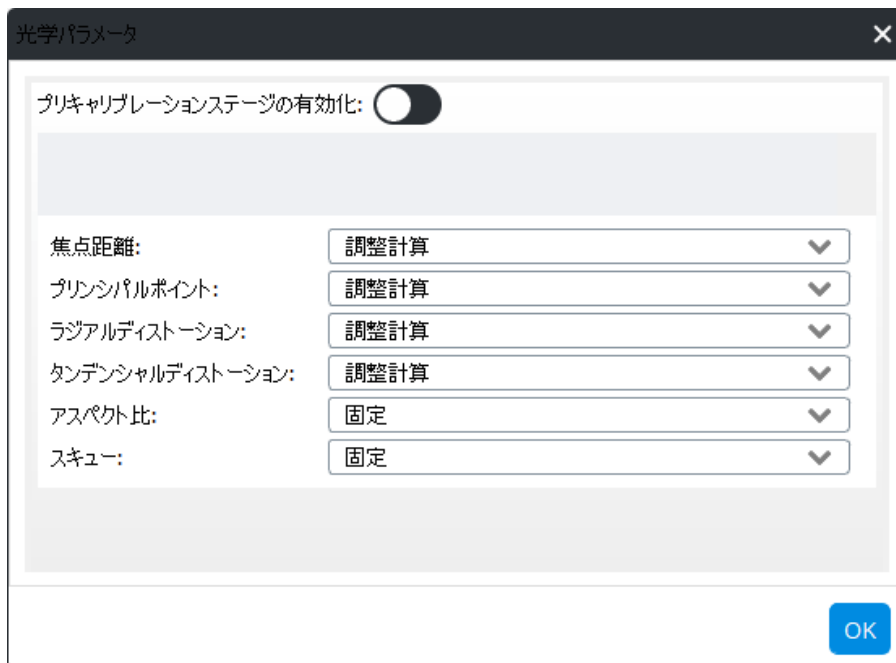 光学パラメータ
プリキャリブレーションステージの有効化:
焦点距離: 調整計算
プリンシパルポイント: 調整計算
ラジアルディストーション: 調整計算
タンデンシャルディストーション: 調整計算
アスペクト比: 固定
スキュー: 固定
OK